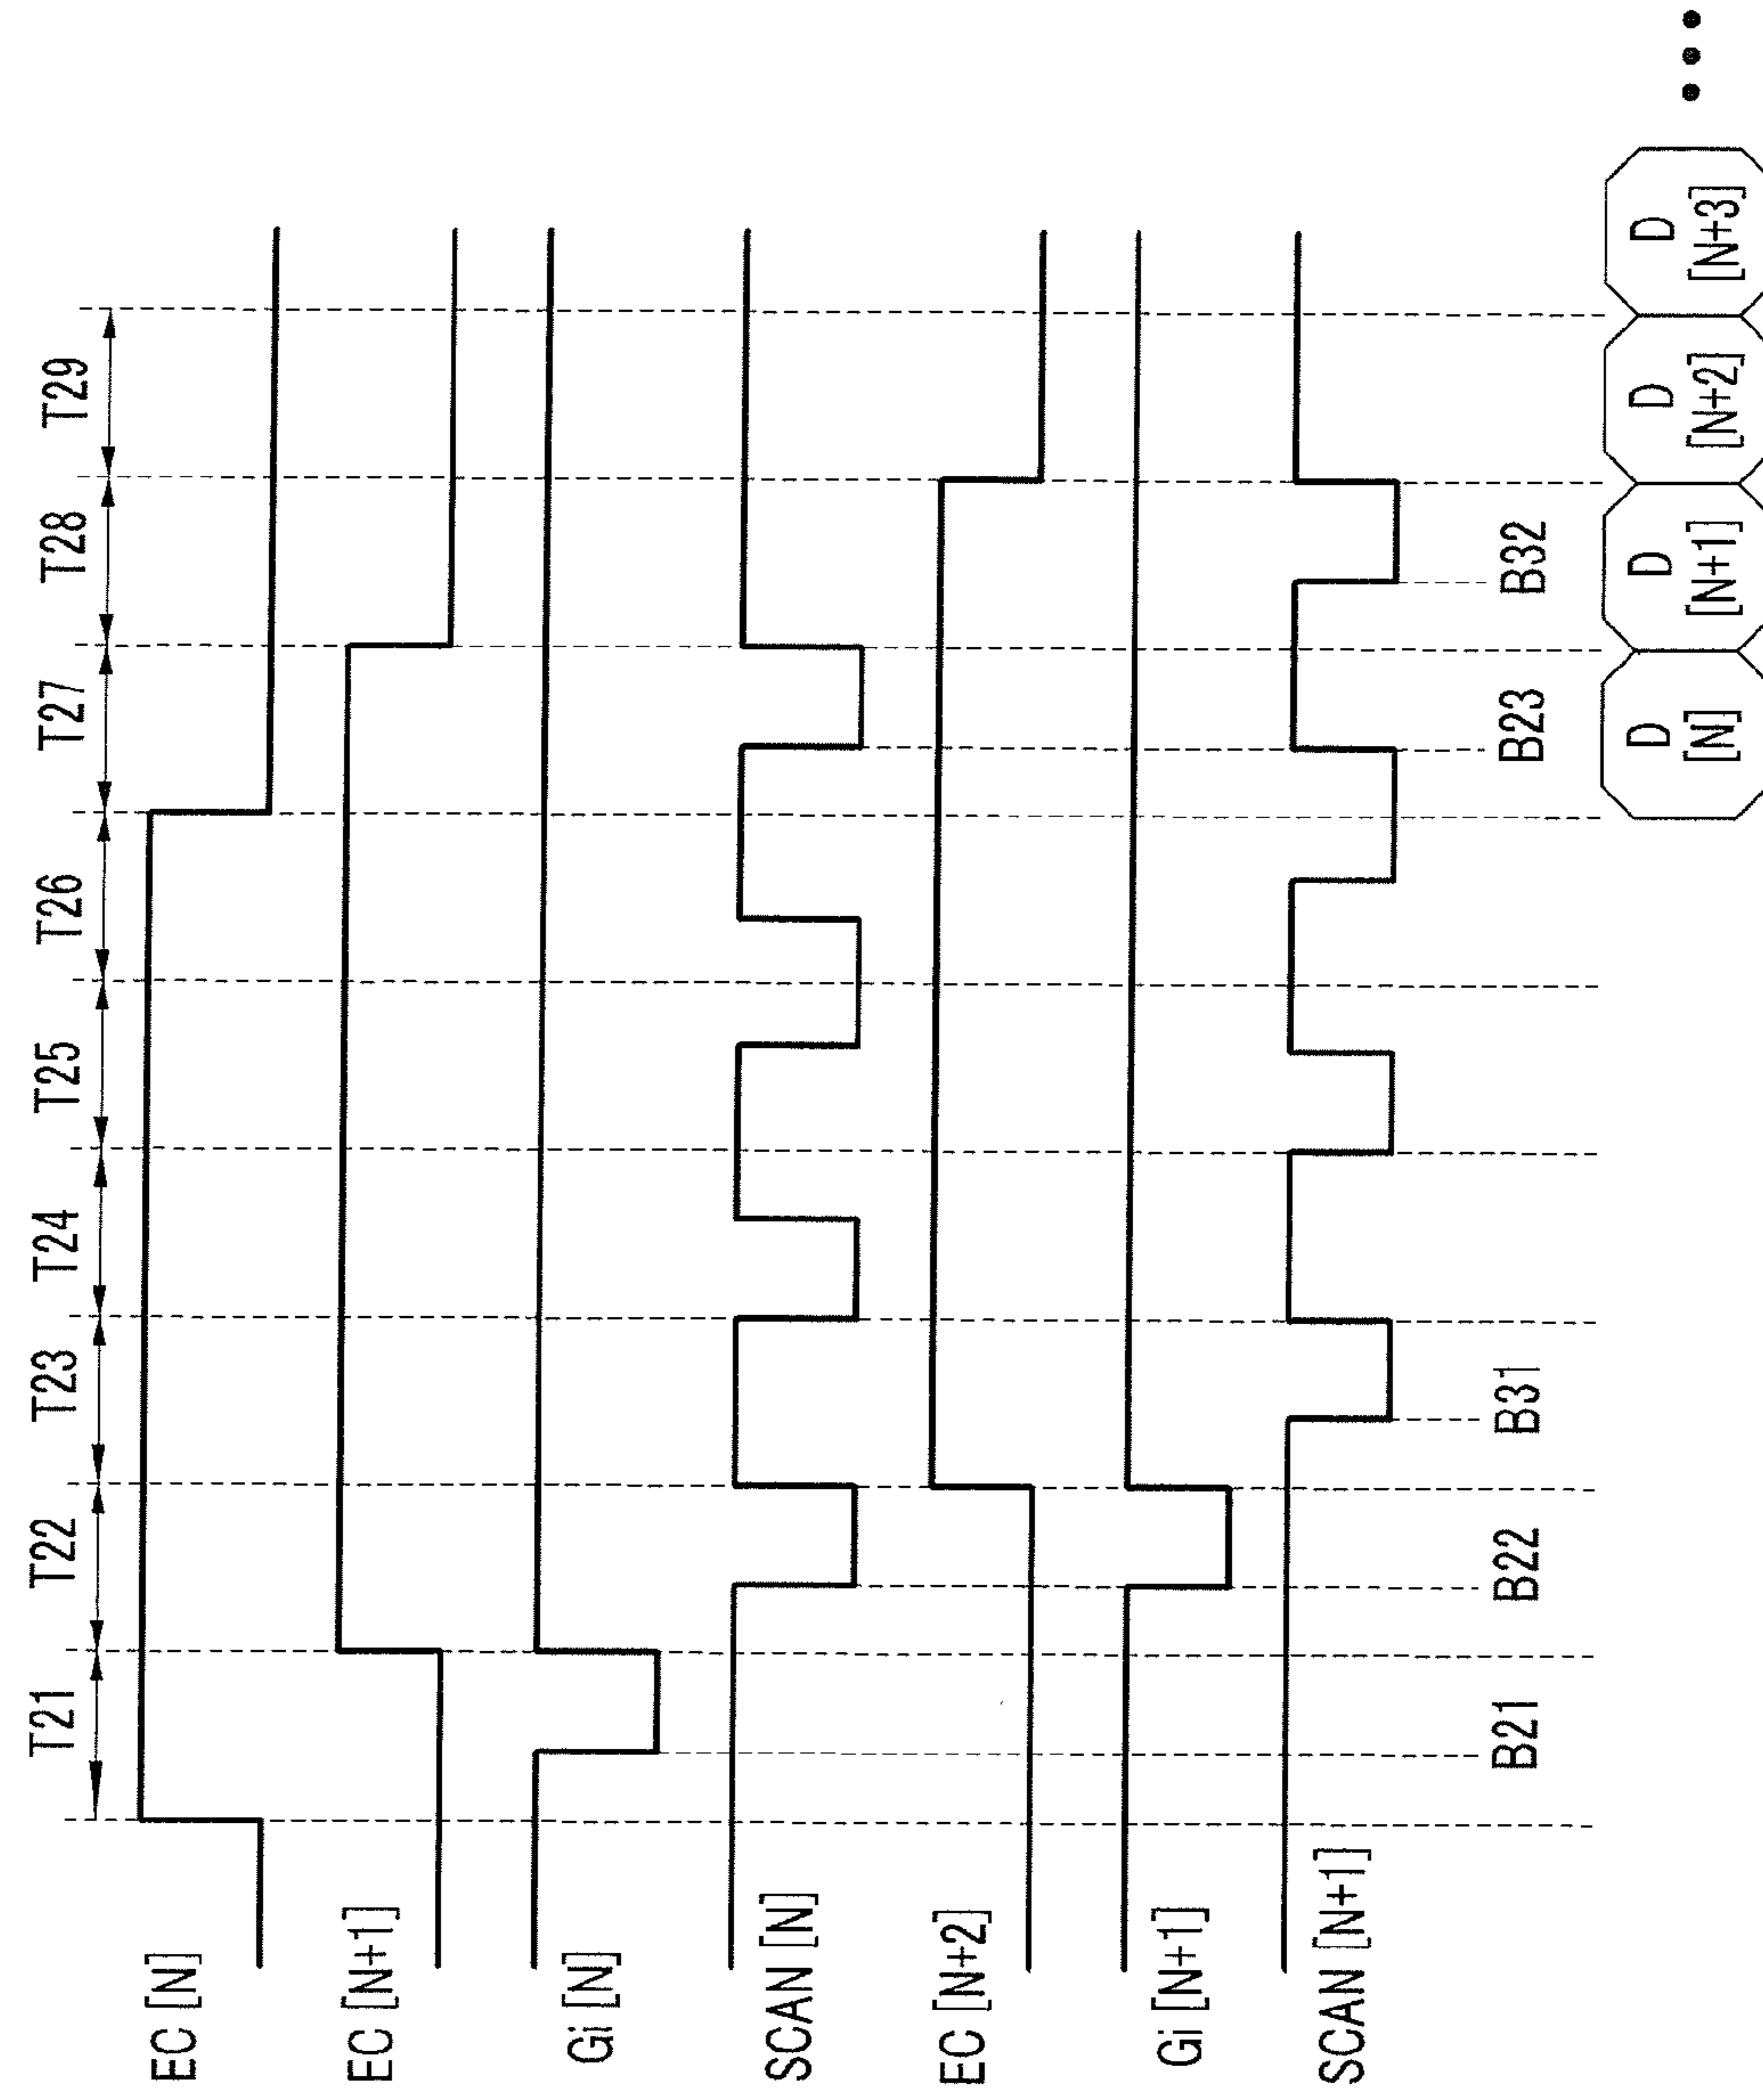 T21 T22 T23 T24 T25 T26 T27 T28 T29
EC [N]
EC [N+1]
Gi [N]
SCAN [N]
EC [N+2]
Gi [N+1]
SCAN [N+1]
B21 B22 B31 B23 B32
D D D D
[N] [N+1] [N+2] [N+3]